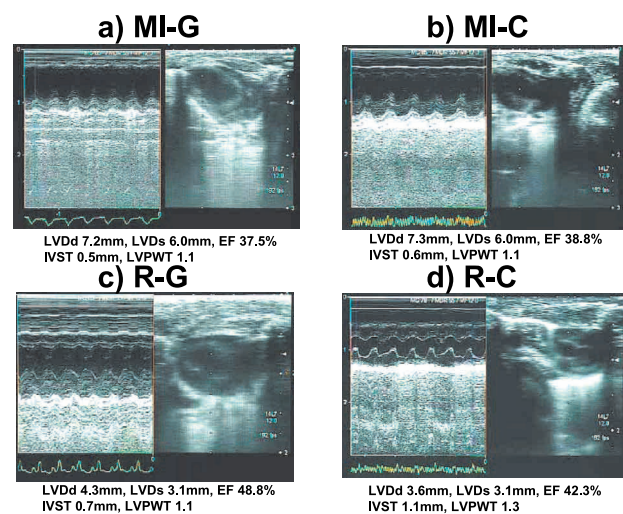 a) MI-G
b) MI-C
LVDd 7.2mm, LVDs 6.0mm, EF 37.5%
IVST 0.5mm, LVPWT 1.1
LVDd 7.3mm, LVDs 6.0mm, EF 38.8%
IVST 0.6mm, LVPWT 1.1
c) R-G
d) R-C
LVDd 4.3mm, LVDs 3.1mm, EF 48.8%
IVST 0.7mm, LVPWT 1.1
LVDd 3.6mm, LVDs 3.1mm, EF 42.3%
IVST 1.1mm, LVPWT 1.3